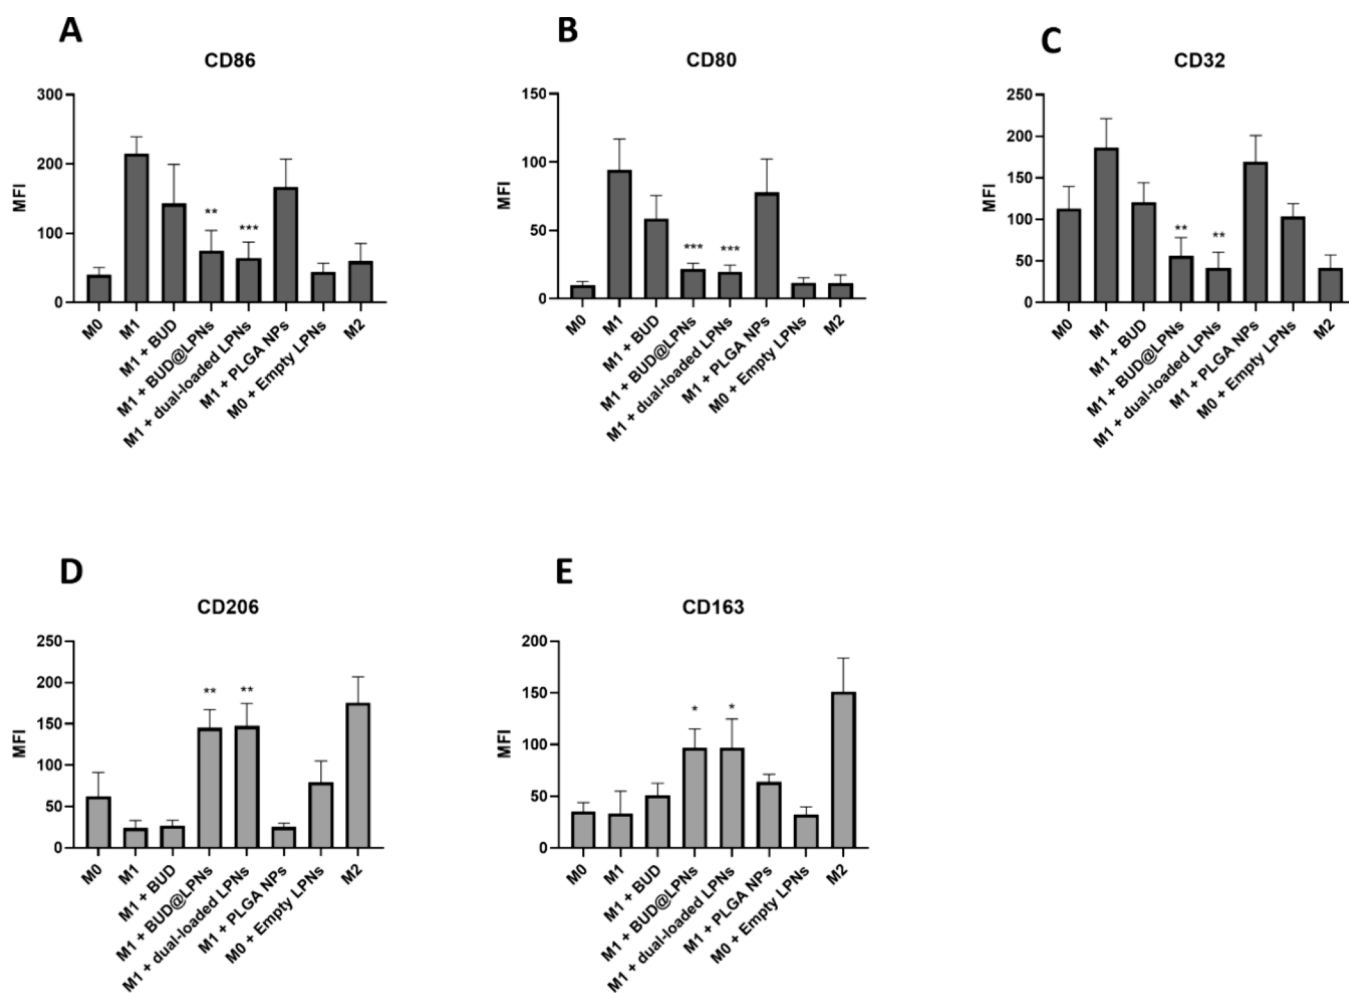 A
CD86
300
200
100
0
MFI
**
***
M0
M1
M1 + BUD
M1 + BUD@LPNs
M1 + dual-loaded LPNs
M1 + PLGA NPs
M0 + Empty LPNs
M2
B
CD80
150
100
50
0
MFI
***
***
M0
M1
M1 + BUD
M1 + BUD@LPNs
M1 + dual-loaded LPNs
M1 + PLGA NPs
M0 + Empty LPNs
M2
C
CD32
250
200
150
100
50
0
MFI
**
**
M0
M1
M1 + BUD
M1 + BUD@LPNs
M1 + dual-loaded LPNs
M1 + PLGA NPs
M0 + Empty LPNs
M2
D
CD206
250
200
150
100
50
0
MFI
**
**
M0
M1
M1 + BUD
M1 + BUD@LPNs
M1 + dual-loaded LPNs
M1 + PLGA NPs
M0 + Empty LPNs
M2
E
CD163
200
150
100
50
0
MFI
*
*
M0
M1
M1 + BUD
M1 + BUD@LPNs
M1 + dual-loaded LPNs
M1 + PLGA NPs
M0 + Empty LPNs
M2